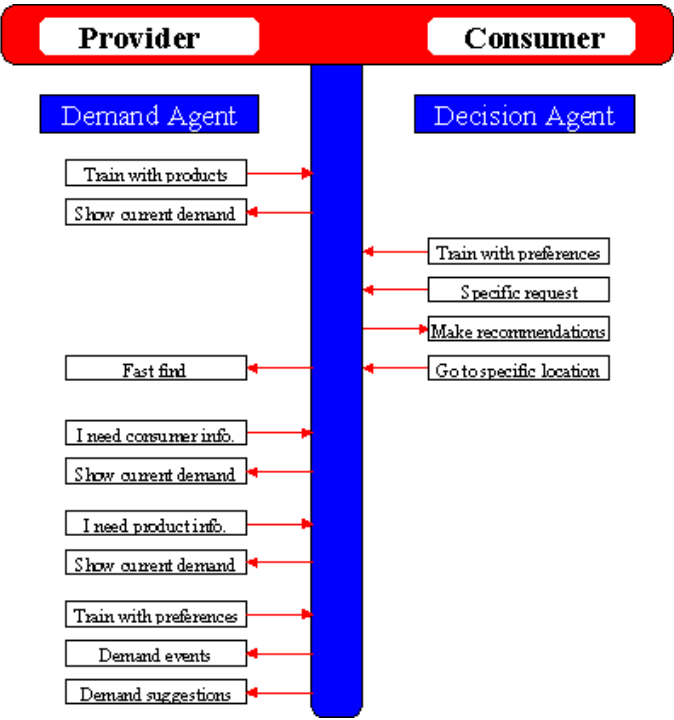 Provider
Consumer
Demand Agent
Decision Agent
Train with products
Show current demand
Train with preferences
Specific request
Make recommendations
Fast find
Go to specific location
I need consumer info.
Show current demand
I need product info.
Show current demand
Train with preferences
Demand events
Demand suggestions